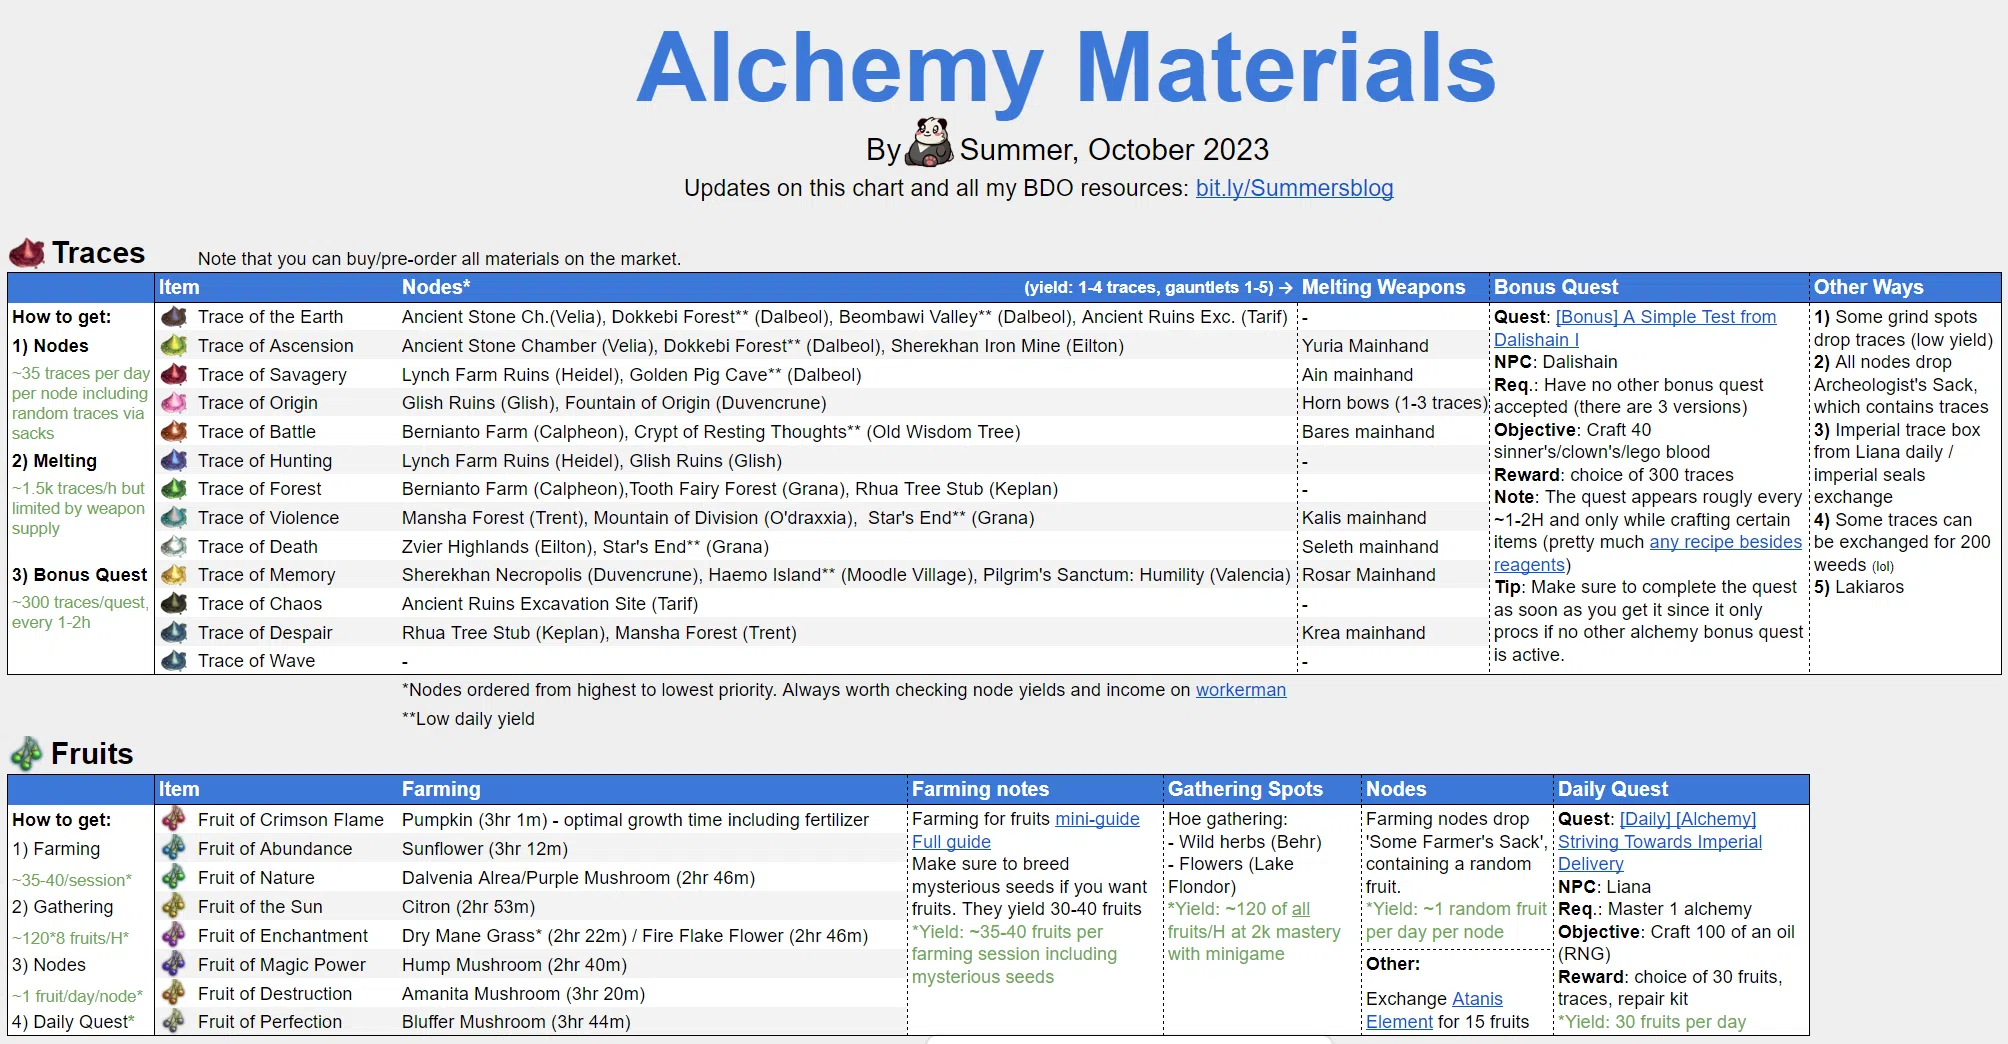 Alchemy Materials
By Summer, October 2023
Updates on this chart and all my BDO resources: bit.ly/Summersblog
Traces
Note that you can buy/pre-order all materials on the market.
Item
Nodes*
(yield: 1-4 traces, gauntlets 1-5) →
Melting Weapons
Bonus Quest
Other Ways
How to get:
1) Nodes
~35 traces per day
per node including
random traces via
sacks
2) Melting
~1.5k traces/h but
limited by weapon
supply
3) Bonus Quest
~300 traces/quest,
every 1-2h
Trace of the Earth
Ancient Stone Ch.(Velia), Dokkebi Forest** (Dalbeol), Beombawi Valley** (Dalbeol), Ancient Ruins Exc. (Tarif)
-
Trace of Ascension
Ancient Stone Chamber (Velia), Dokkebi Forest** (Dalbeol), Sherekhan Iron Mine (Eilton)
Yuria Mainhand
Trace of Savagery
Lynch Farm Ruins (Heidel), Golden Pig Cave** (Dalbeol)
Ain mainhand
Trace of Origin
Glish Ruins (Glish), Fountain of Origin (Duvencrune)
Horn bows (1-3 traces)
Trace of Battle
Bernianto Farm (Calpheon), Crypt of Resting Thoughts** (Old Wisdom Tree)
Bares mainhand
Trace of Hunting
Lynch Farm Ruins (Heidel), Glish Ruins (Glish)
-
Trace of Forest
Bernianto Farm (Calpheon),Tooth Fairy Forest (Grana), Rhua Tree Stub (Keplan)
-
Trace of Violence
Mansha Forest (Trent), Mountain of Division (O'draxxia),  Star's End** (Grana)
Kalis mainhand
Trace of Death
Zvier Highlands (Eilton), Star's End** (Grana)
Seleth mainhand
Trace of Memory
Sherekhan Necropolis (Duvencrune), Haemo Island** (Moodle Village), Pilgrim's Sanctum: Humility (Valencia)
Rosar Mainhand
Trace of Chaos
Ancient Ruins Excavation Site (Tarif)
-
Trace of Despair
Rhua Tree Stub (Keplan), Mansha Forest (Trent)
Krea mainhand
Trace of Wave
-
-
Quest: [Bonus] A Simple Test from
Dalishain I
NPC: Dalishain
Req.: Have no other bonus quest
accepted (there are 3 versions)
Objective: Craft 40
sinner's/clown's/lego blood
Reward: choice of 300 traces
Note: The quest appears rougly every
~1-2H and only while crafting certain
items (pretty much any recipe besides
reagents)
Tip: Make sure to complete the quest
as soon as you get it since it only
procs if no other alchemy bonus quest
is active.
1) Some grind spots
drop traces (low yield)
2) All nodes drop
Archeologist's Sack,
which contains traces
3) Imperial trace box
from Liana daily /
imperial seals
exchange
4) Some traces can
be exchanged for 200
weeds (lol)
5) Lakiaros
*Nodes ordered from highest to lowest priority. Always worth checking node yields and income on workerman
**Low daily yield
Fruits
Item
Farming
Farming notes
Gathering Spots
Nodes
Daily Quest
How to get:
1) Farming
~35-40/session*
2) Gathering
~120*8 fruits/H*
3) Nodes
~1 fruit/day/node*
4) Daily Quest*
Fruit of Crimson Flame
Pumpkin (3hr 1m) - optimal growth time including fertilizer
Fruit of Abundance
Sunflower (3hr 12m)
Fruit of Nature
Dalvenia Alrea/Purple Mushroom (2hr 46m)
Fruit of the Sun
Citron (2hr 53m)
Fruit of Enchantment
Dry Mane Grass* (2hr 22m) / Fire Flake Flower (2hr 46m)
Fruit of Magic Power
Hump Mushroom (2hr 40m)
Fruit of Destruction
Amanita Mushroom (3hr 20m)
Fruit of Perfection
Bluffer Mushroom (3hr 44m)
Farming for fruits mini-guide
Full guide
Make sure to breed
mysterious seeds if you want
fruits. They yield 30-40 fruits
*Yield: ~35-40 fruits per
farming session including
mysterious seeds
Hoe gathering:
- Wild herbs (Behr)
- Flowers (Lake
Flondor)
*Yield: ~120 of all
fruits/H at 2k mastery
with minigame
Farming nodes drop
'Some Farmer's Sack',
containing a random
fruit.
*Yield: ~1 random fruit
per day per node
Other:
Exchange Atanis
Element for 15 fruits
Quest: [Daily] [Alchemy]
Striving Towards Imperial
Delivery
NPC: Liana
Req.: Master 1 alchemy
Objective: Craft 100 of an oil
(RNG)
Reward: choice of 30 fruits,
traces, repair kit
*Yield: 30 fruits per day